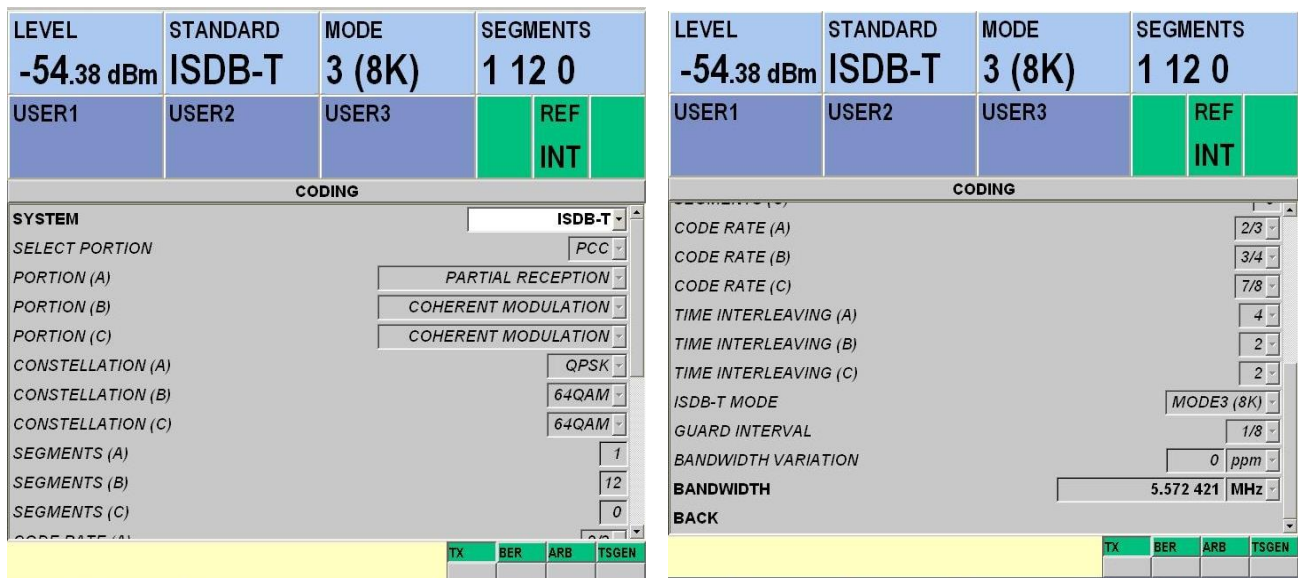 LEVEL STANDARD MODE SEGMENTS
-54.38 dBm ISDB-T 3 (8K) 1 12 0
USER1 USER2 USER3 REF
INT
CODING
SYSTEM ISDB-T
SELECT PORTION PCC
PORTION (A) PARTIAL RECEPTION
PORTION (B) COHERENT MODULATION
PORTION (C) COHERENT MODULATION
CONSTELLATION (A) QPSK
CONSTELLATION (B) 64QAM
CONSTELLATION (C) 64QAM
SEGMENTS (A) 1
SEGMENTS (B) 12
SEGMENTS (C) 0
CODE RATE (A)
TX BER ARB TSGEN
LEVEL STANDARD MODE SEGMENTS
-54.38 dBm ISDB-T 3 (8K) 1 12 0
USER1 USER2 USER3 REF
INT
CODING
CODE RATE (A) 2/3
CODE RATE (B) 3/4
CODE RATE (C) 7/8
TIME INTERLEAVING (A) 4
TIME INTERLEAVING (B) 2
TIME INTERLEAVING (C) 2
ISDB-T MODE MODE3 (8K)
GUARD INTERVAL 1/8
BANDWIDTH VARIATION 0 ppm
BANDWIDTH 5.572 421 MHz
BACK
TX BER ARB TSGEN